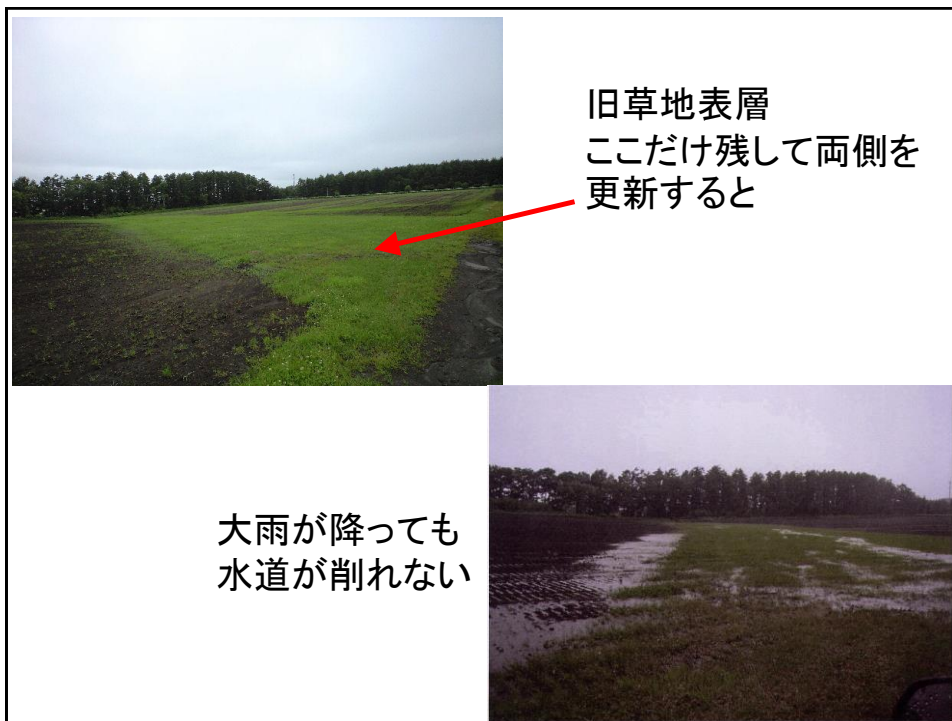 旧草地表層
ここだけ残して両側を
更新すると
大雨が降っても
水道が削れない